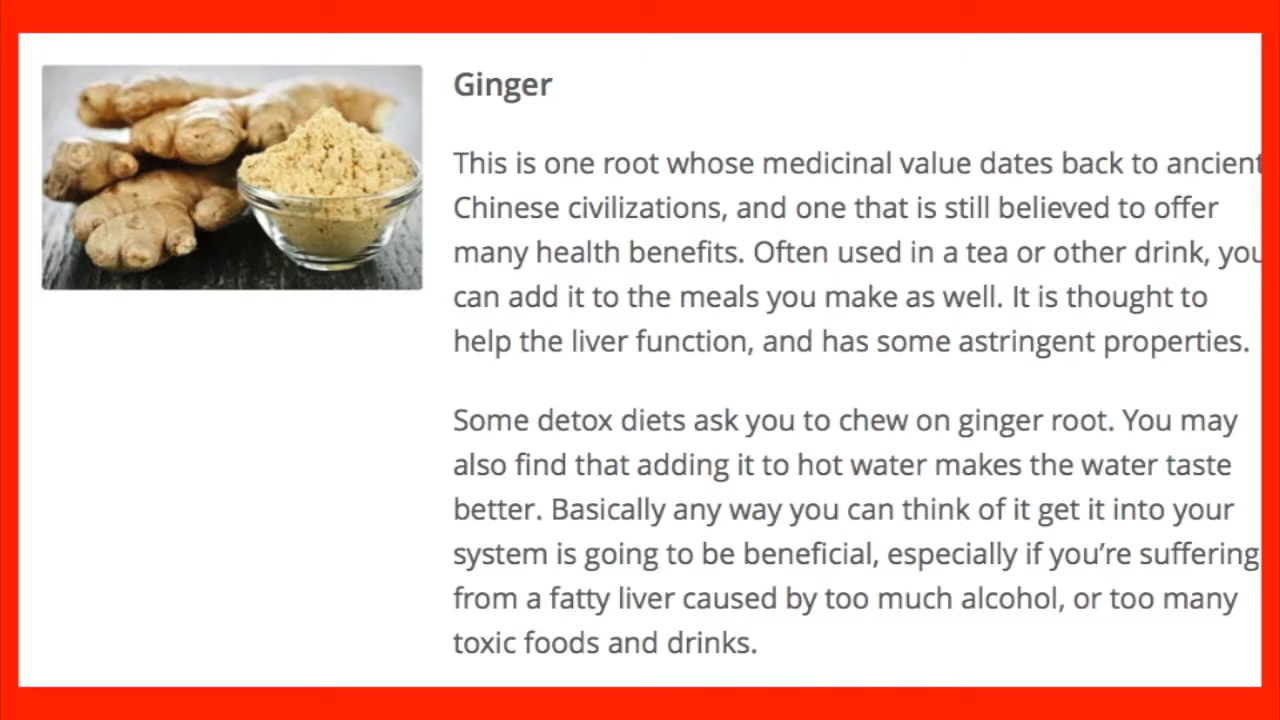 Ginger
This is one root whose medicinal value dates back to ancient
Chinese civilizations, and one that is still believed to offer
many health benefits. Often used in a tea or other drink, you
can add it to the meals you make as well. It is thought to
help the liver function, and has some astringent properties.
Some detox diets ask you to chew on ginger root. You may
also find that adding it to hot water makes the water taste
better. Basically any way you can think of it get it into your
system is going to be beneficial, especially if you’re suffering
from a fatty liver caused by too much alcohol, or too many
toxic foods and drinks.